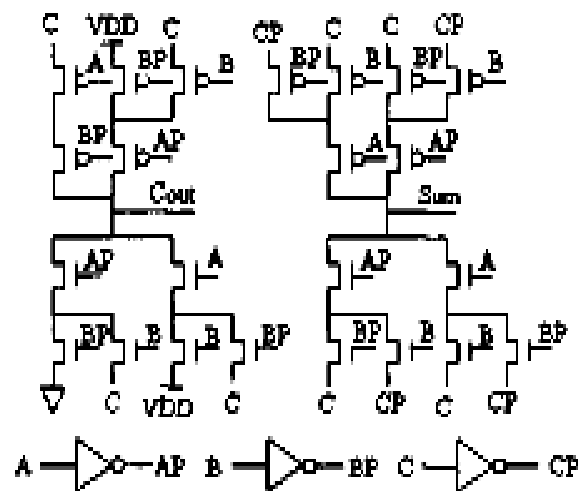 C VDD C CP C C CP
A BP B BP B BP B
BP AP A AP
Cout Sum
AP A AP A
BP B B BP BP B B BP
C VDD C C CP C CP
A AP B BP C CP